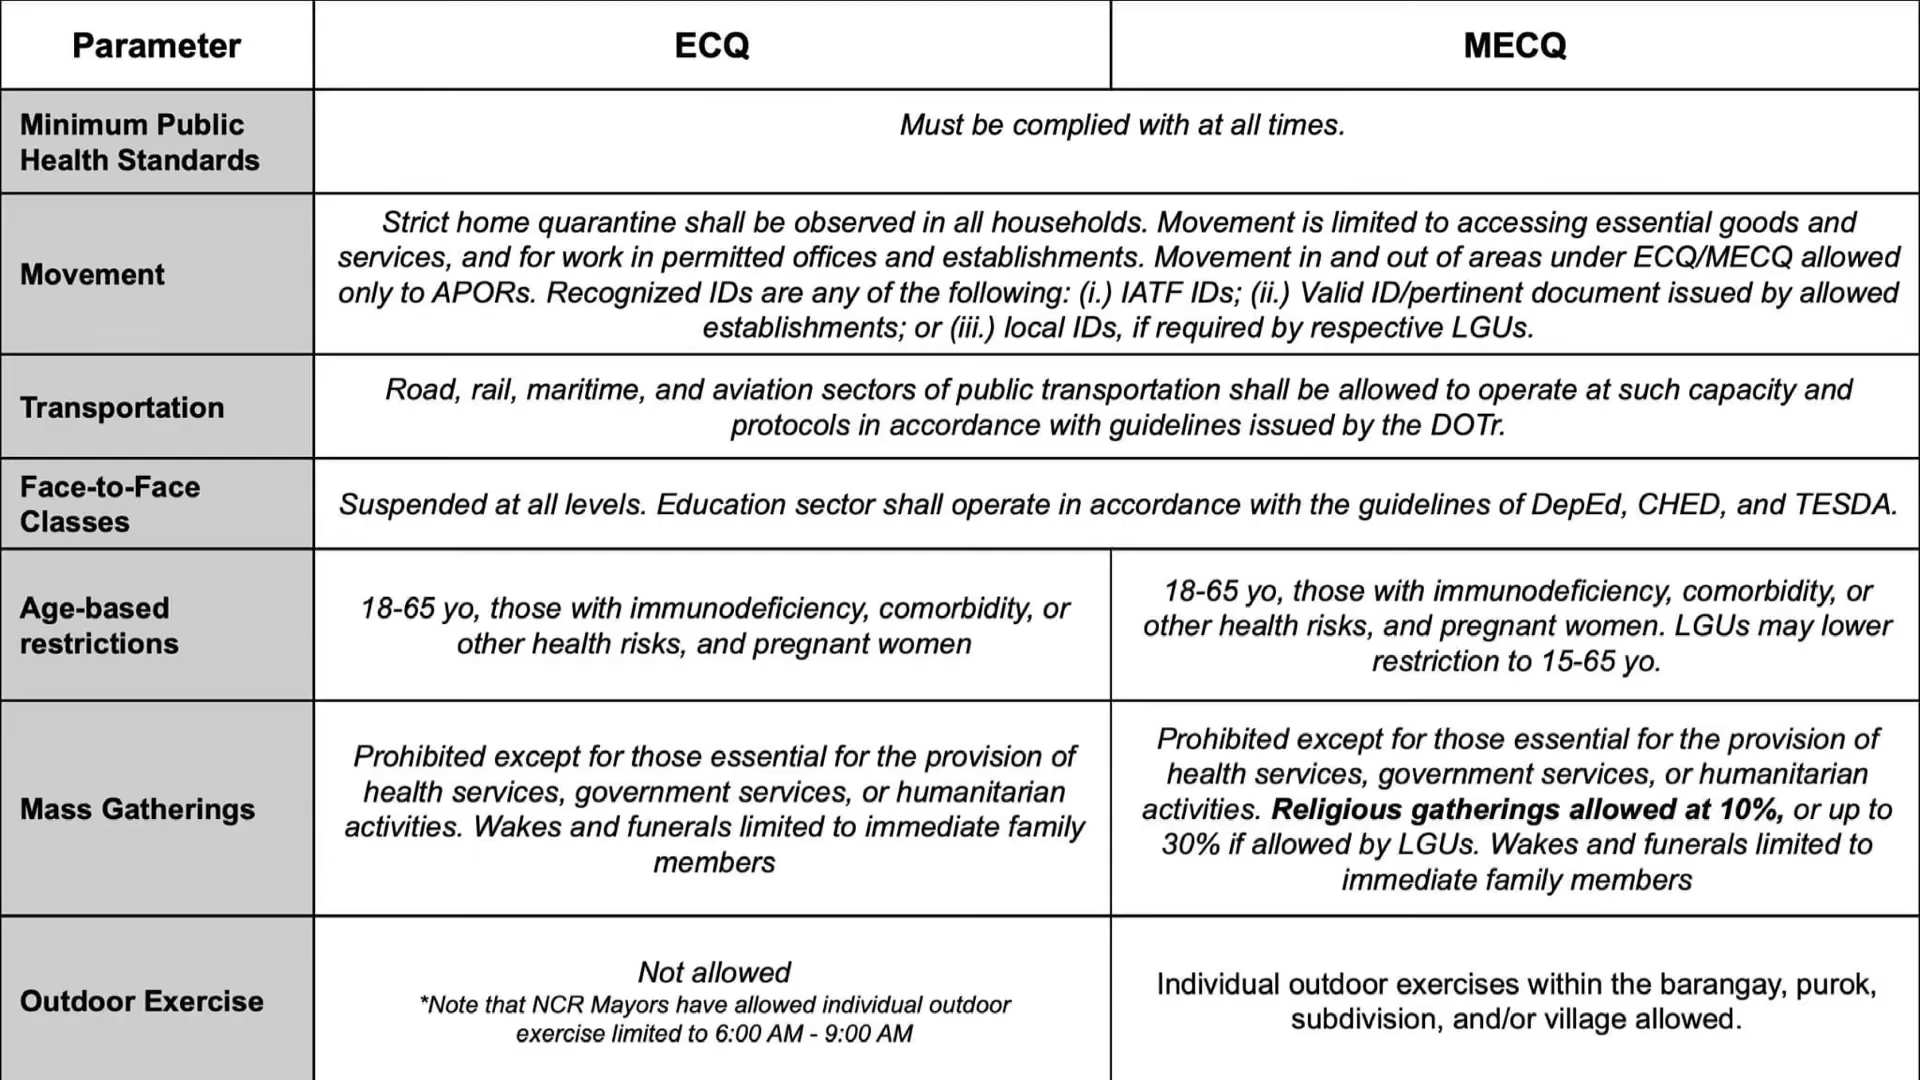 Parameter
ECQ
MECQ
Minimum Public
Health Standards
Must be complied with at all times.
Movement
Strict home quarantine shall be observed in all households. Movement is limited to accessing essential goods and
services, and for work in permitted offices and establishments. Movement in and out of areas under ECQ/MECQ allowed
only to APORs. Recognized IDs are any of the following: (i.) IATF IDs; (ii.) Valid ID/pertinent document issued by allowed
establishments; or (iii.) local IDs, if required by respective LGUs.
Transportation
Road, rail, maritime, and aviation sectors of public transportation shall be allowed to operate at such capacity and
protocols in accordance with guidelines issued by the DOTr.
Face-to-Face
Classes
Suspended at all levels. Education sector shall operate in accordance with the guidelines of DepEd, CHED, and TESDA.
Age-based
restrictions
18-65 yo, those with immunodeficiency, comorbidity, or
other health risks, and pregnant women
18-65 yo, those with immunodeficiency, comorbidity, or
other health risks, and pregnant women. LGUs may lower
restriction to 15-65 yo.
Mass Gatherings
Prohibited except for those essential for the provision of
health services, government services, or humanitarian
activities. Wakes and funerals limited to immediate family
members
Prohibited except for those essential for the provision of
health services, government services, or humanitarian
activities. Religious gatherings allowed at 10%, or up to
30% if allowed by LGUs. Wakes and funerals limited to
immediate family members
Outdoor Exercise
Not allowed
*Note that NCR Mayors have allowed individual outdoor
exercise limited to 6:00 AM - 9:00 AM
Individual outdoor exercises within the barangay, purok,
subdivision, and/or village allowed.